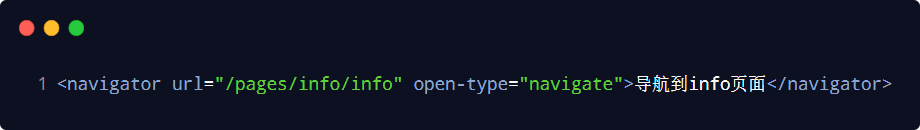 1 <navigator url="/pages/info/info" open-type="navigate">导航到info页面</navigator>